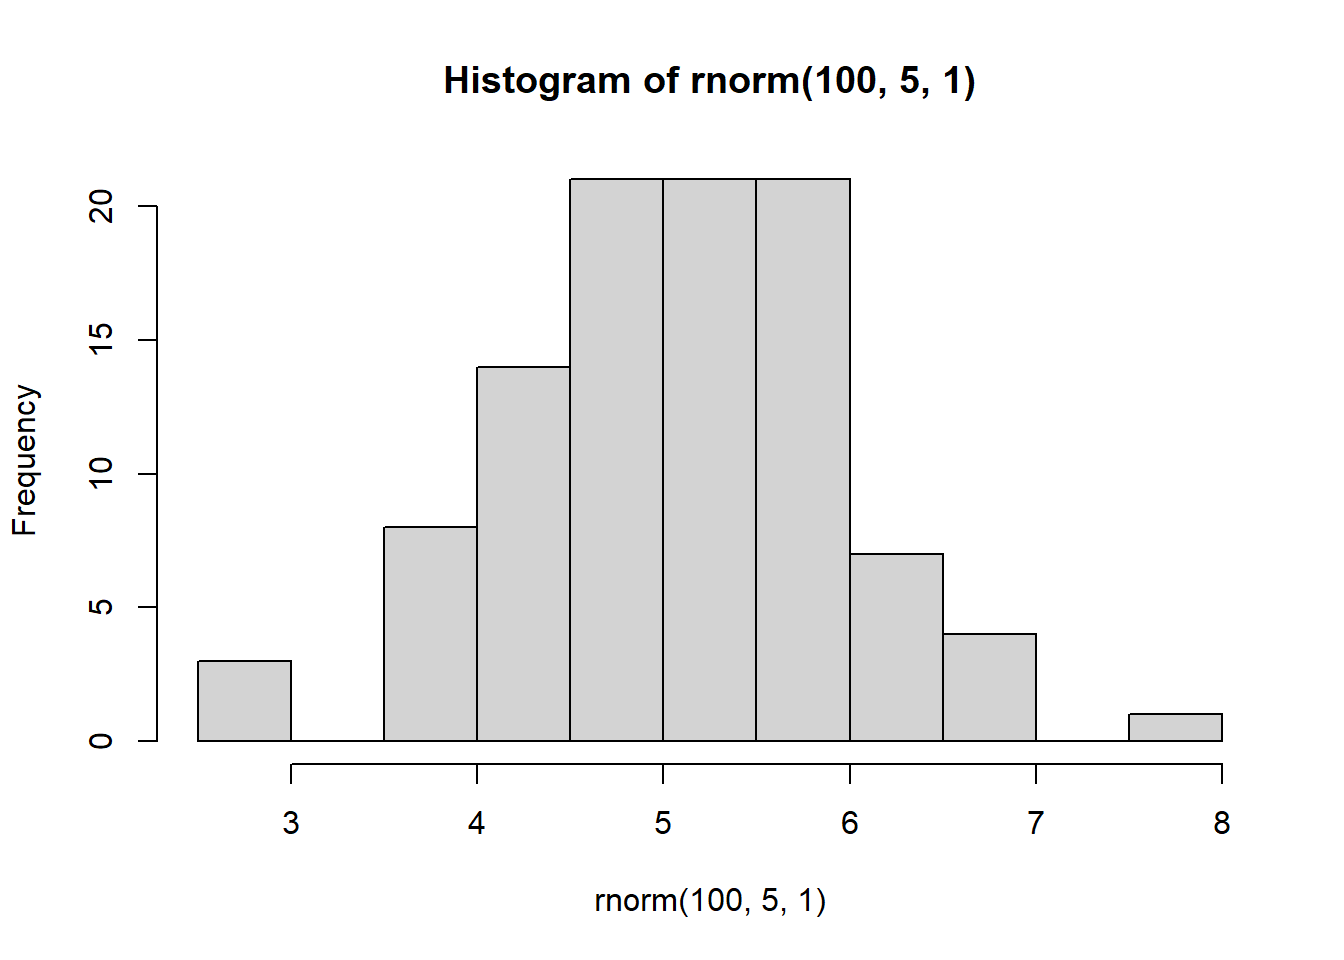 Histogram of rnorm(100, 5, 1)
Frequency
20
15
10
5
0
3 4 5 6 7 8
rnorm(100, 5, 1)